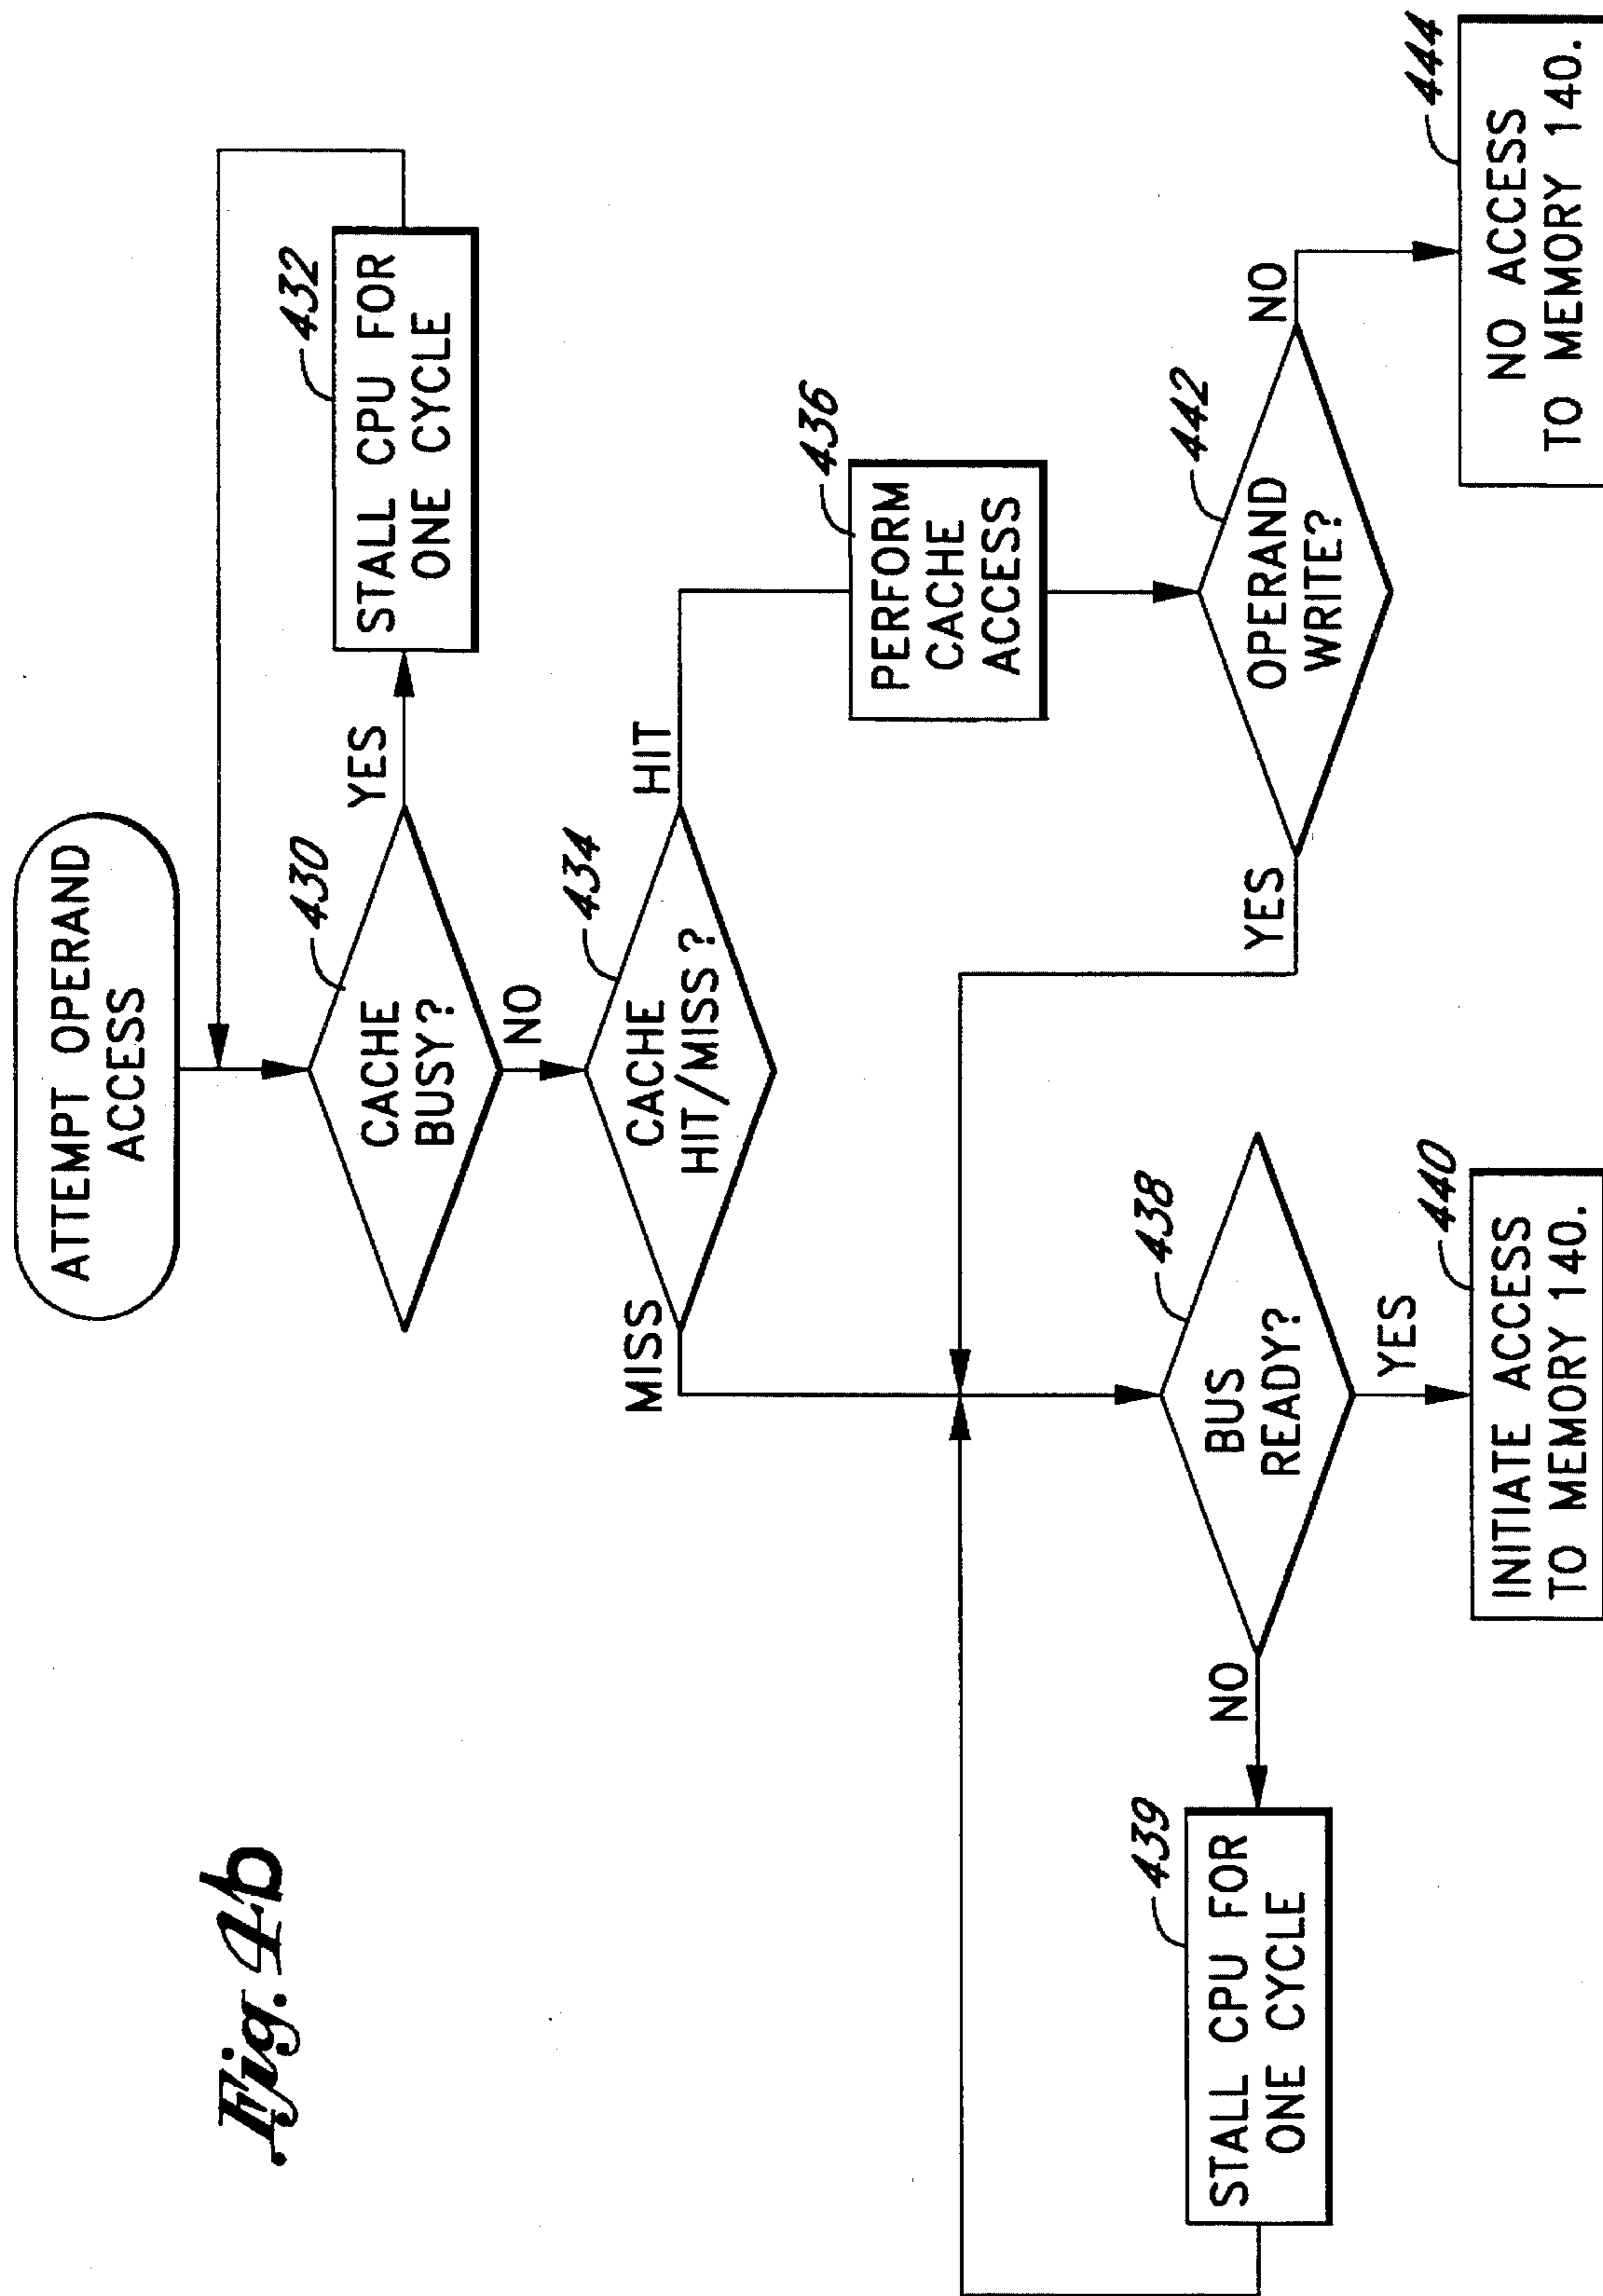 Fig. 4b
ATTEMPT OPERAND
ACCESS
430
CACHE
BUSY?
YES
432
STALL CPU FOR
ONE CYCLE
NO
434
CACHE
HIT/MISS?
MISS
HIT
436
PERFORM
CACHE
ACCESS
442
OPERAND
WRITE?
YES
NO
444
NO ACCESS
TO MEMORY 140.
438
BUS
READY?
NO
YES
439
STALL CPU FOR
ONE CYCLE
440
INITIATE ACCESS
TO MEMORY 140.